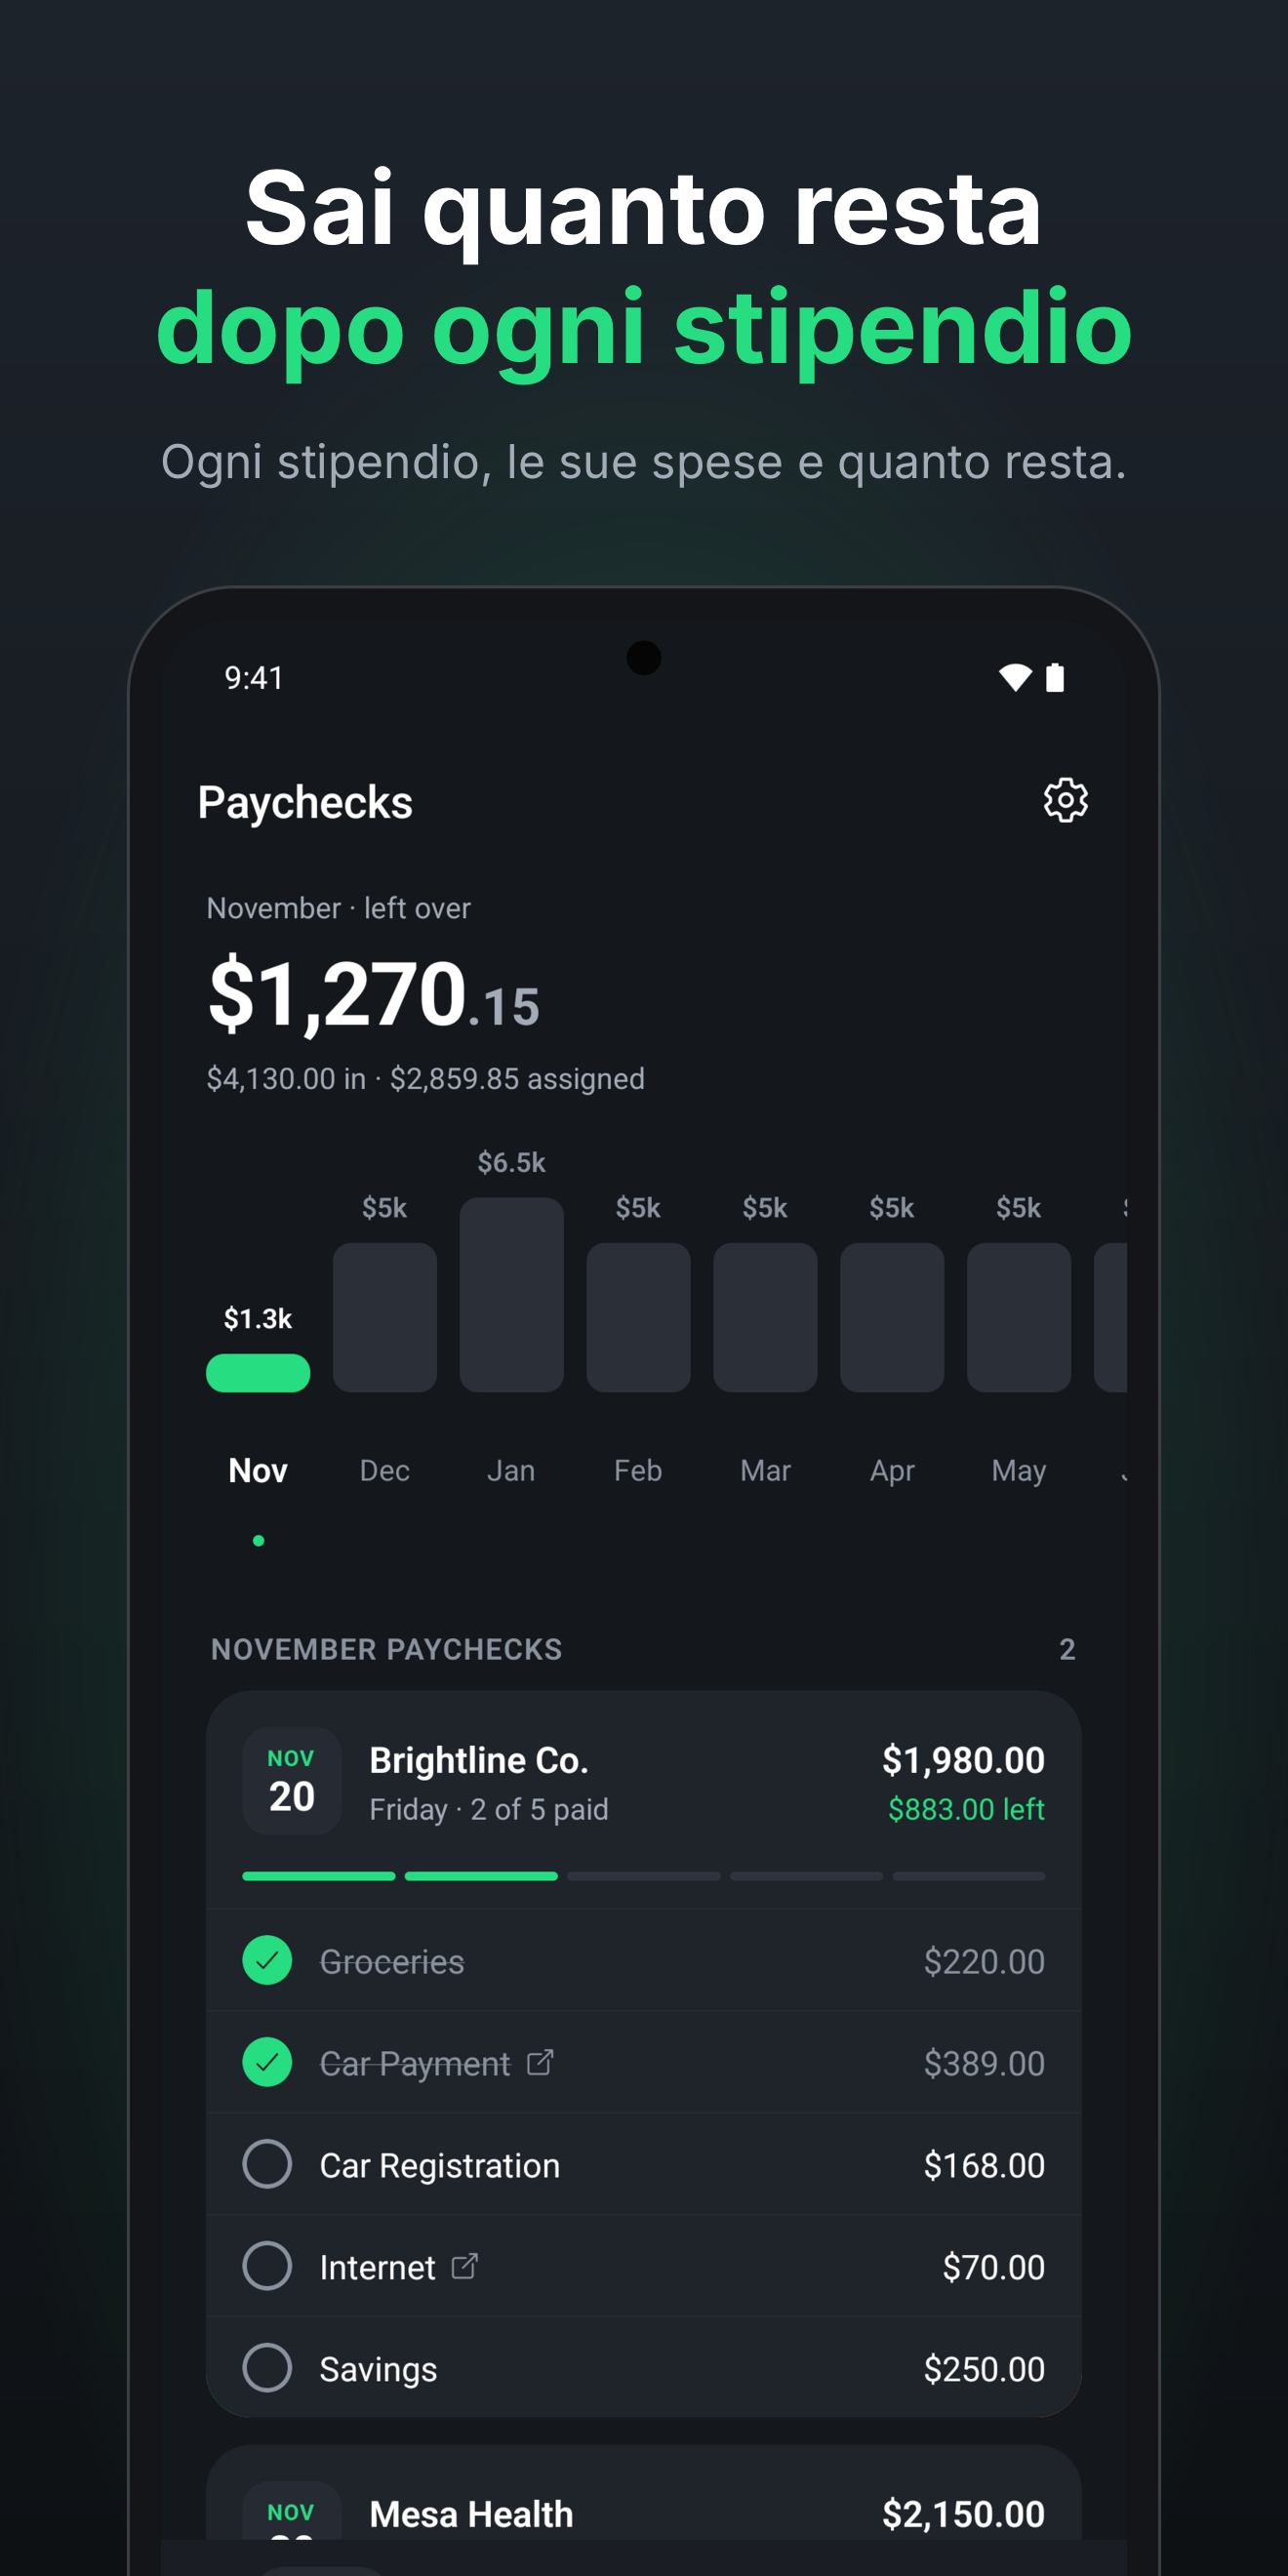 Sai quanto resta
dopo ogni stipendio
Ogni stipendio, le sue spese e quanto resta.
9:41
Paychecks
November · left over
$1,270.15
$4,130.00 in · $2,859.85 assigned
$1.3k $5k $6.5k $5k $5k $5k $5k
Nov Dec Jan Feb Mar Apr May
NOVEMBER PAYCHECKS 2
NOV 20 Brightline Co. $1,980.00
Friday · 2 of 5 paid $883.00 left
Groceries $220.00
Car Payment $389.00
Car Registration $168.00
Internet $70.00
Savings $250.00
NOV Mesa Health $2,150.00